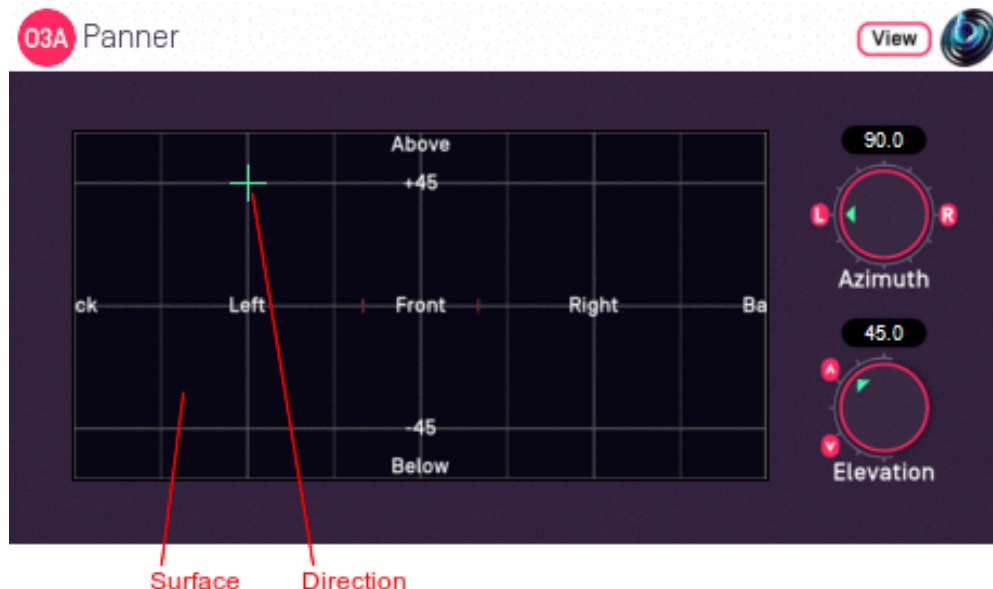 O3A Panner View
90.0
Above
+45
L R
Azimuth
ck Left Front Right Ba
45.0
-45
Below
Elevation
Surface Direction